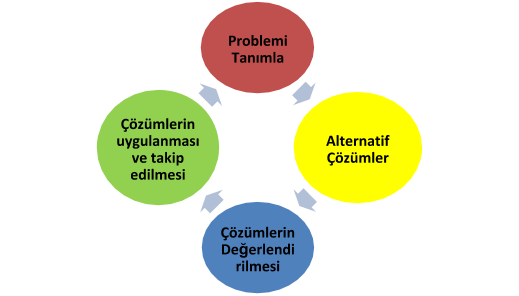 Problemi
Tanımla
Alternatif
Çözümler
Çözümlerin
Değerlendi
rilmesi
Çözümlerin
uygulanması
ve takip
edilmesi